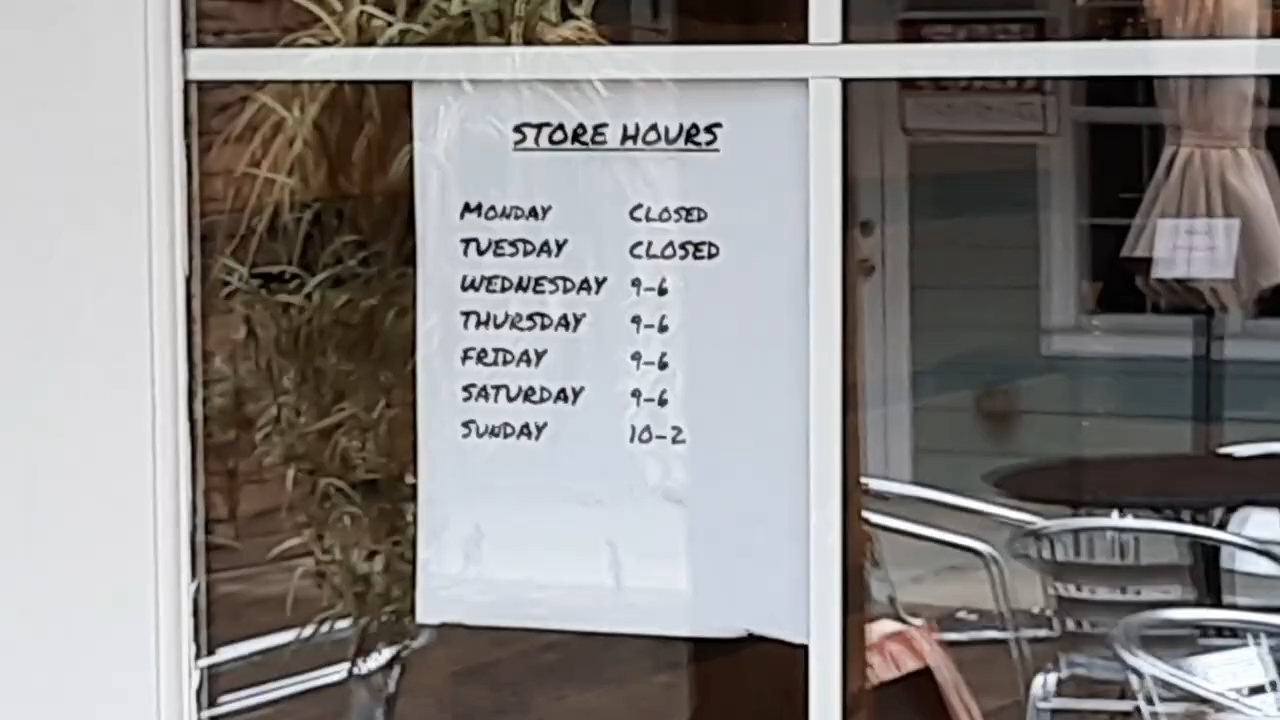 STORE HOURS
MONDAY CLOSED
TUESDAY CLOSED
WEDNESDAY 9-6
THURSDAY 9-6
FRIDAY 9-6
SATURDAY 9-6
SUNDAY 10-2